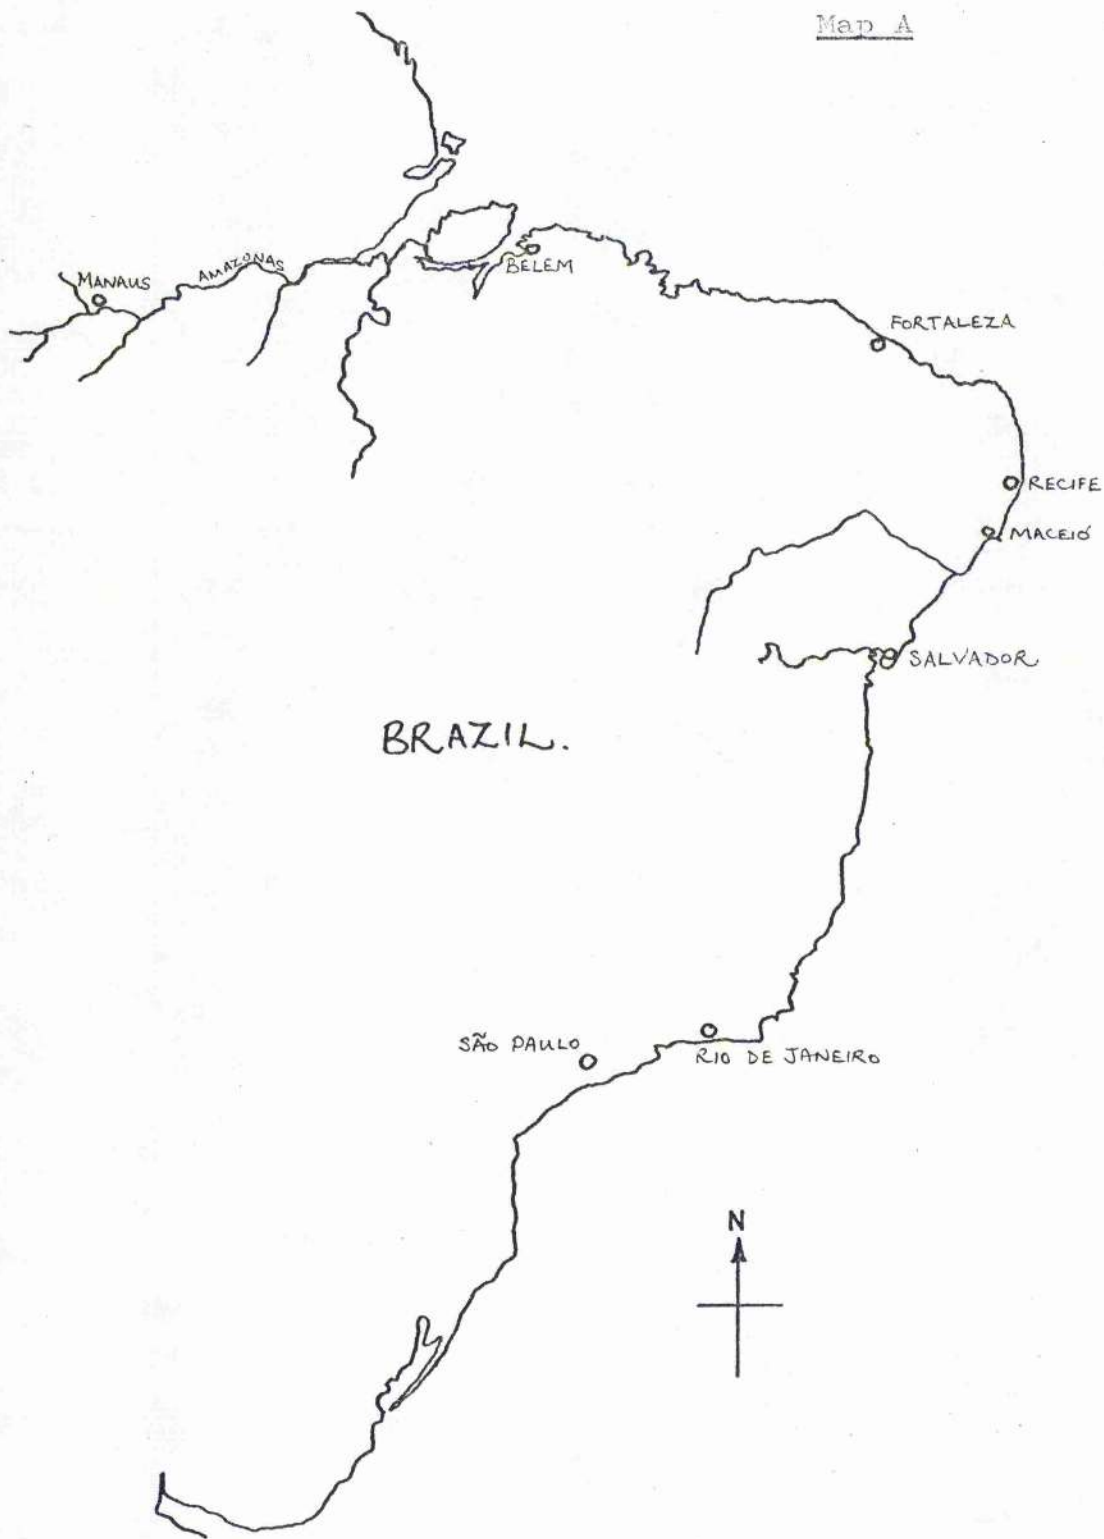 Map A
MANAUS
AMAZONAS
BELEM
FORTALEZA
RECIFE
MACEIÓ
SALVADOR
BRAZIL.
SÃO PAULO
RIO DE JANEIRO
N